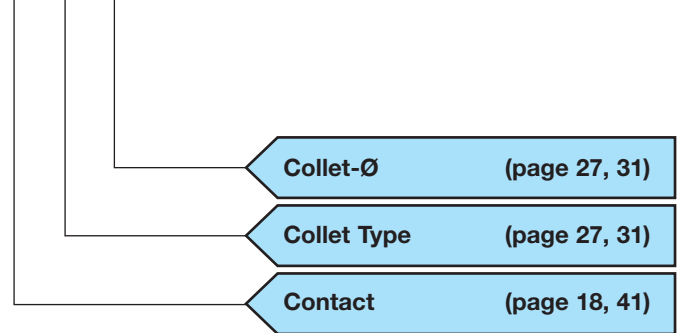 Collet-Ø (page 27, 31)
Collet Type (page 27, 31)
Contact (page 18, 41)